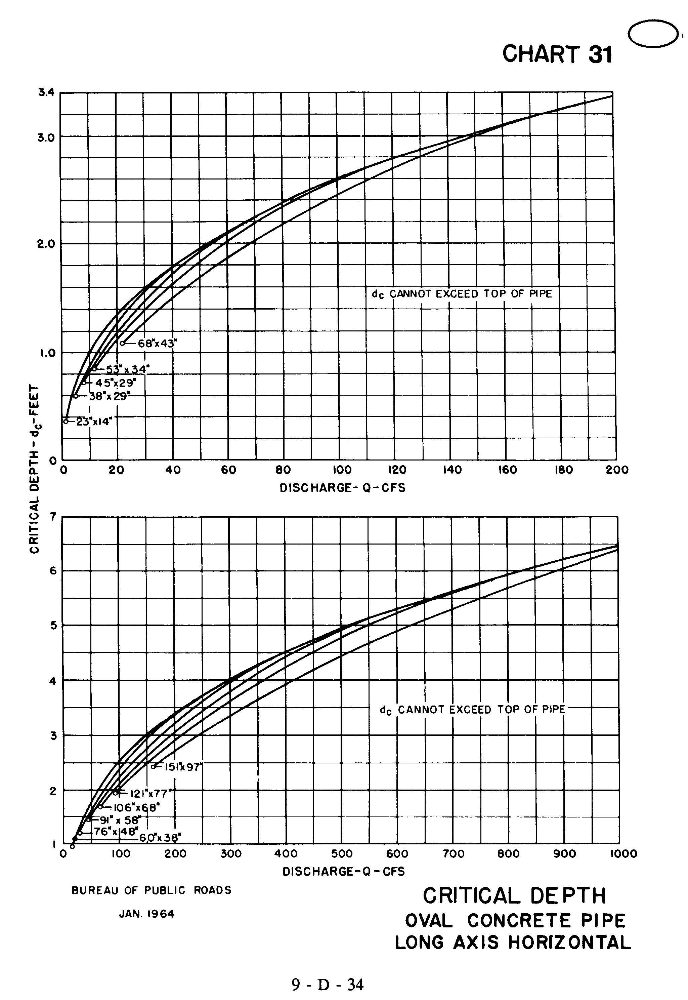 CHART 31
3.4
3.0
2.0
1.0
0
68"x43"
53"x34"
45"x29"
38"x29"
23"x14"
dc CANNOT EXCEED TOP OF PIPE
0 20 40 60 80 100 120 140 160 180 200
DISCHARGE-Q-CFS
CRITICAL DEPTH-dc-FEET
7
6
5
4
3
2
1
dc CANNOT EXCEED TOP OF PIPE
151"x97"
121"x77"
106"x68"
91" x 58"
76"x48"
60"x38"
0 100 200 300 400 500 600 700 800 900 1000
DISCHARGE-Q-CFS
BUREAU OF PUBLIC ROADS
JAN. 1964
CRITICAL DEPTH
OVAL CONCRETE PIPE
LONG AXIS HORIZONTAL
9 - D - 34